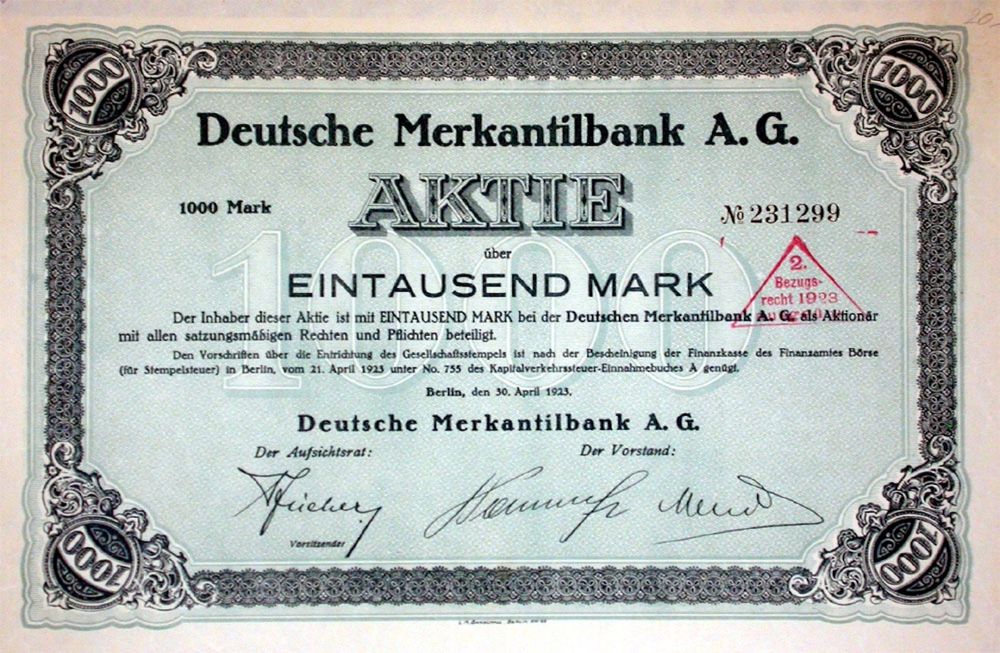 20
1000
1000
Deutsche Merkantilbank A. G.
AKTIE
1000 Mark
№ 231299
über
EINTAUSEND MARK
2.
Bezugs-
recht 1923
Der Inhaber dieser Aktie ist mit EINTAUSEND MARK bei der Deutschen Merkantilbank A. G. als Aktionär
mit allen satzungsmäßigen Rechten und Pflichten beteiligt.
Den Vorschriften über die Entrichtung des Gesellschaftsstempels ist nach der Bescheinigung der Finanzkasse des Finanzamtes Börse
(für Stempelsteuer) in Berlin, vom 21. April 1923 unter No. 755 des Kapitalverkehrssteuer-Einnahmebuches A genügt.
Berlin, den 30. April 1923.
Deutsche Merkantilbank A. G.
Der Aufsichtsrat:
Der Vorstand:
Vorsitzender
1000
1000